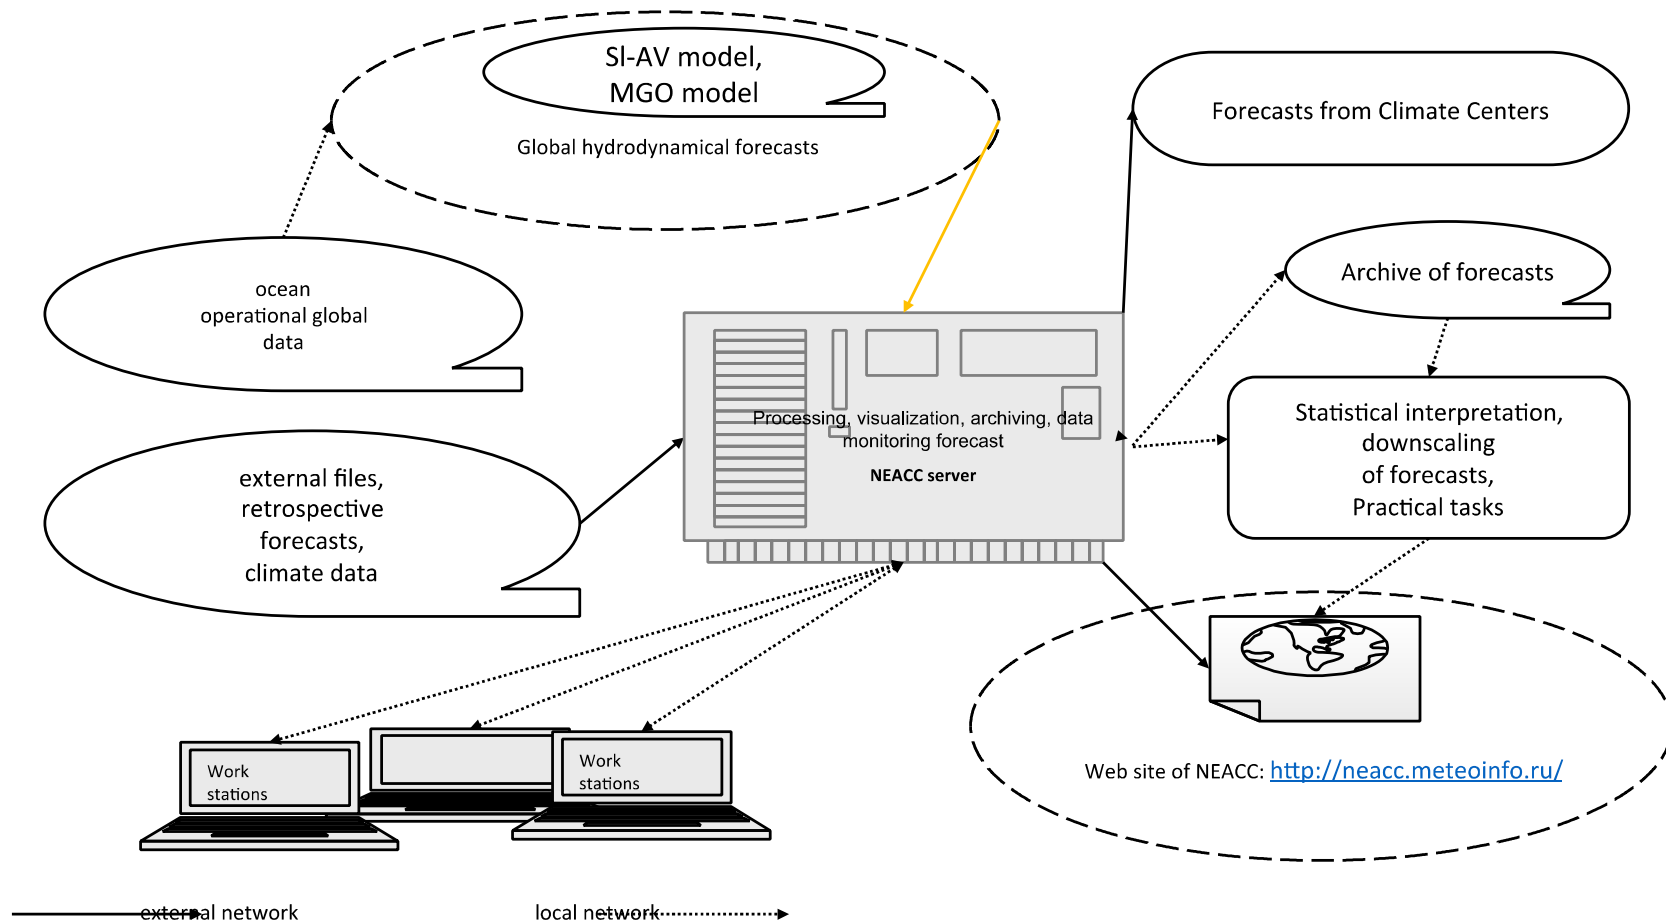 Sl-AV model,
MGO model
Global hydrodynamical forecasts
Forecasts from Climate Centers
ocean
operational global
data
Archive of forecasts
external files,
retrospective
forecasts,
climate data
Processing, visualization, archiving, data
monitoring forecast
NEACC server
Statistical interpretation,
downscaling
of forecasts,
Practical tasks
Work
stations
Work
stations
Web site of NEACC: http://neacc.meteoinfo.ru/
external network
local network